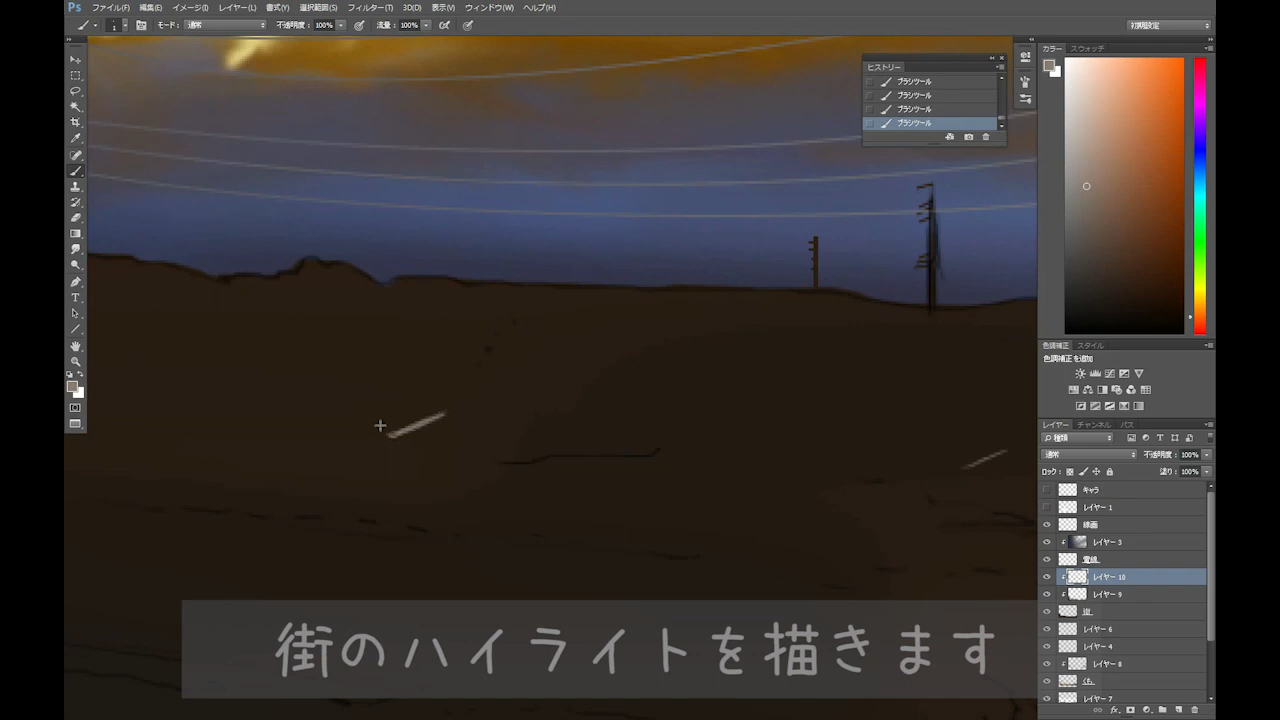 Ps ファイル(F) 編集(E) イメージ(I) レイヤー(L) 書式(Y) 選択範囲(S) フィルター(T) 3D(D) 表示(V) ウィンドウ(W) ヘルプ(H)
1 モード: 通常 不透明度: 100% 流量: 100% 初期設定
カラー スウォッチ
ヒストリー
ブラシツール
ブラシツール
ブラシツール
ブラシツール
色調補正 スタイル
色調補正を追加
レイヤー チャンネル パス
種類
通常 不透明度: 100%
ロック: 塗り: 100%
キャラ
レイヤー 1
線画
レイヤー 3
電線
レイヤー 10
レイヤー 9
街
レイヤー 6
レイヤー 4
レイヤー 8
くも
レイヤー 7
街のハイライトを描きます